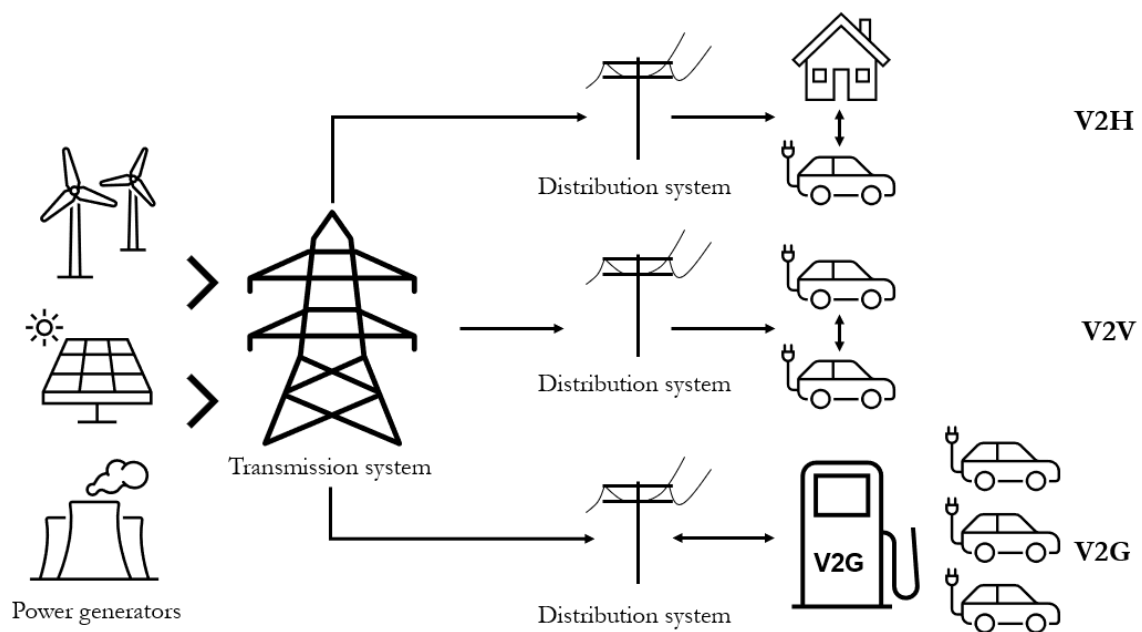 Distribution system
V2H
Distribution system
V2V
Transmission system
V2G
V2G
Power generators
Distribution system